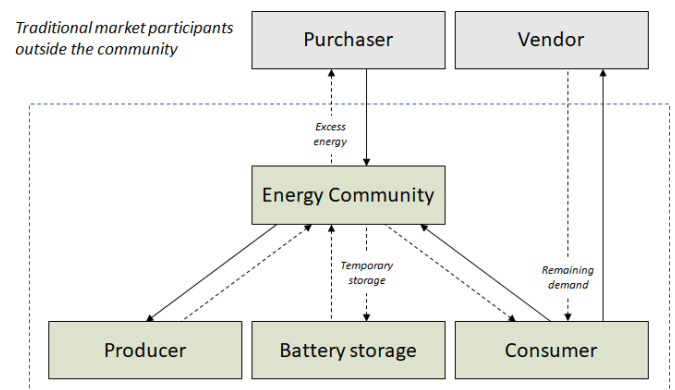 Traditional market participants
outside the community
Purchaser
Vendor
Excess
energy
Energy Community
Temporary
storage
Remaining
demand
Producer
Battery storage
Consumer